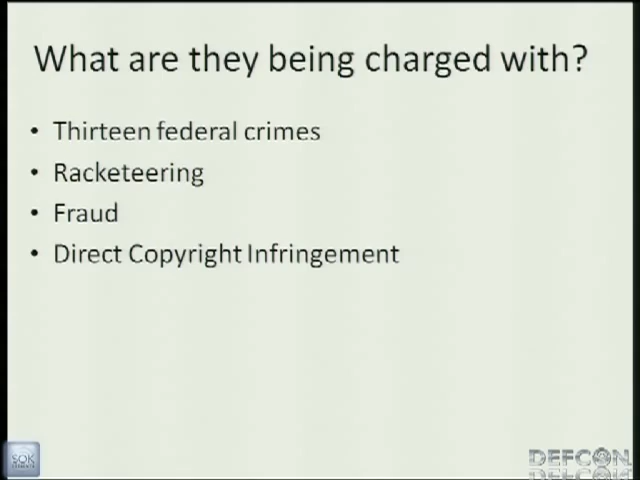 What are they being charged with?
• Thirteen federal crimes
• Racketeering
• Fraud
• Direct Copyright Infringement
SOK
DEFCON